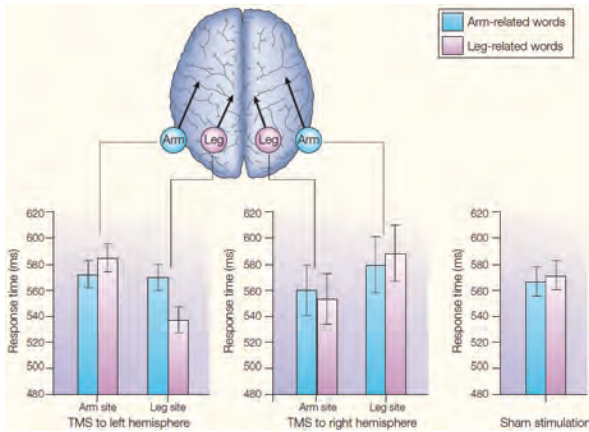 Arm-related words
Leg-related words
Arm Leg Leg Arm
Response time (ms)
620
600
580
560
540
520
500
480
Arm site Leg site
TMS to left hemisphere
Response time (ms)
620
600
580
560
540
520
500
480
Arm site Leg site
TMS to right hemisphere
Response time (ms)
620
600
580
560
540
520
500
480
Sham stimulation